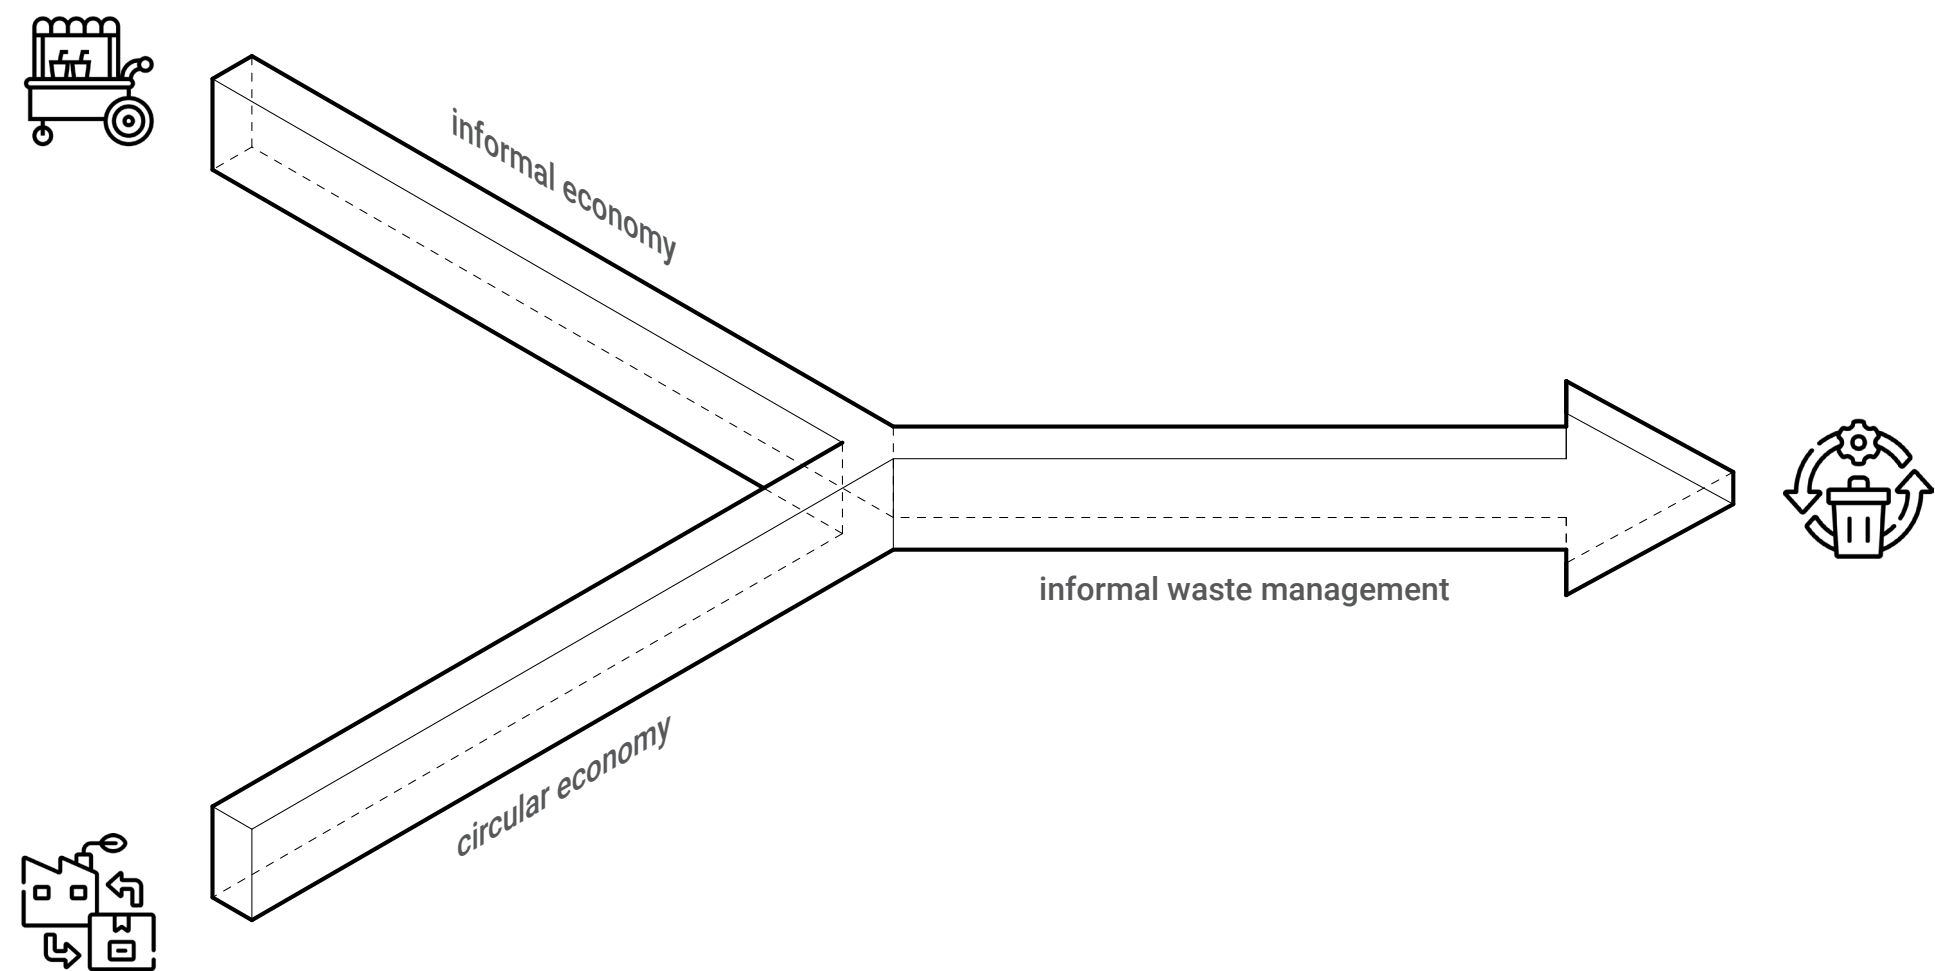 informal economy
informal waste management
circular economy